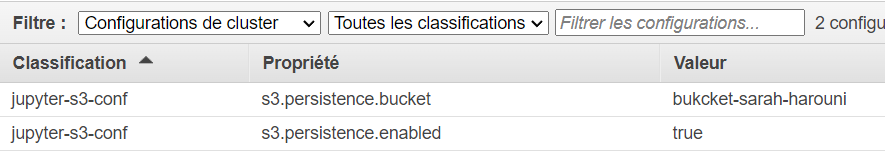 Filtre : Configurations de cluster Toutes les classifications Filtrer les configurations... 2 configu
Classification Propriété Valeur
jupyter-s3-conf s3.persistence.bucket bukcket-sarah-harouni
jupyter-s3-conf s3.persistence.enabled true